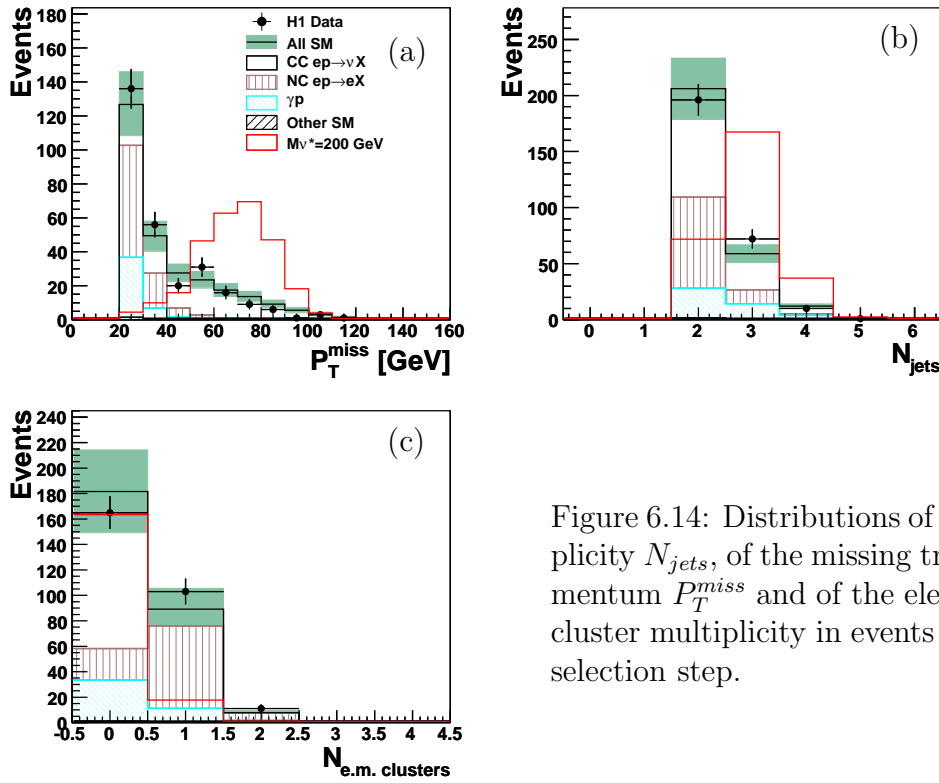 Events
180
160
140
120
100
80
60
40
20
0
0 20 40 60 80 100 120 140 160
P_T^miss [GeV]
(a)
H1 Data
All SM
CC ep→νX
NC ep→eX
γp
Other SM
Mν*=200 GeV
Events
250
200
150
100
50
0
0 1 2 3 4 5 6
N_jets
(b)
Events
240
220
200
180
160
140
120
100
80
60
40
20
0
-0.5 0 0.5 1 1.5 2 2.5 3 3.5 4 4.5
N_e.m. clusters
(c)
Figure 6.14: Distributions of
plicity N_jets, of the missing tr
mentum P_T^miss and of the ele
cluster multiplicity in events
selection step.